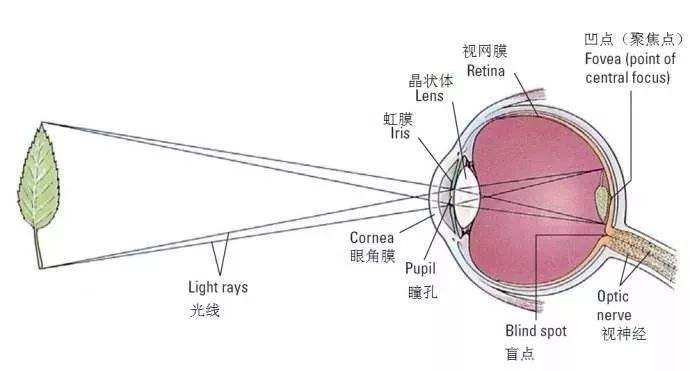 视网膜
Retina
凹点（聚焦点）
Fovea (point of
central focus)
晶状体
Lens
虹膜
Iris
Cornea
眼角膜
Pupil
瞳孔
Light rays
光线
Blind spot
盲点
Optic
nerve
视神经